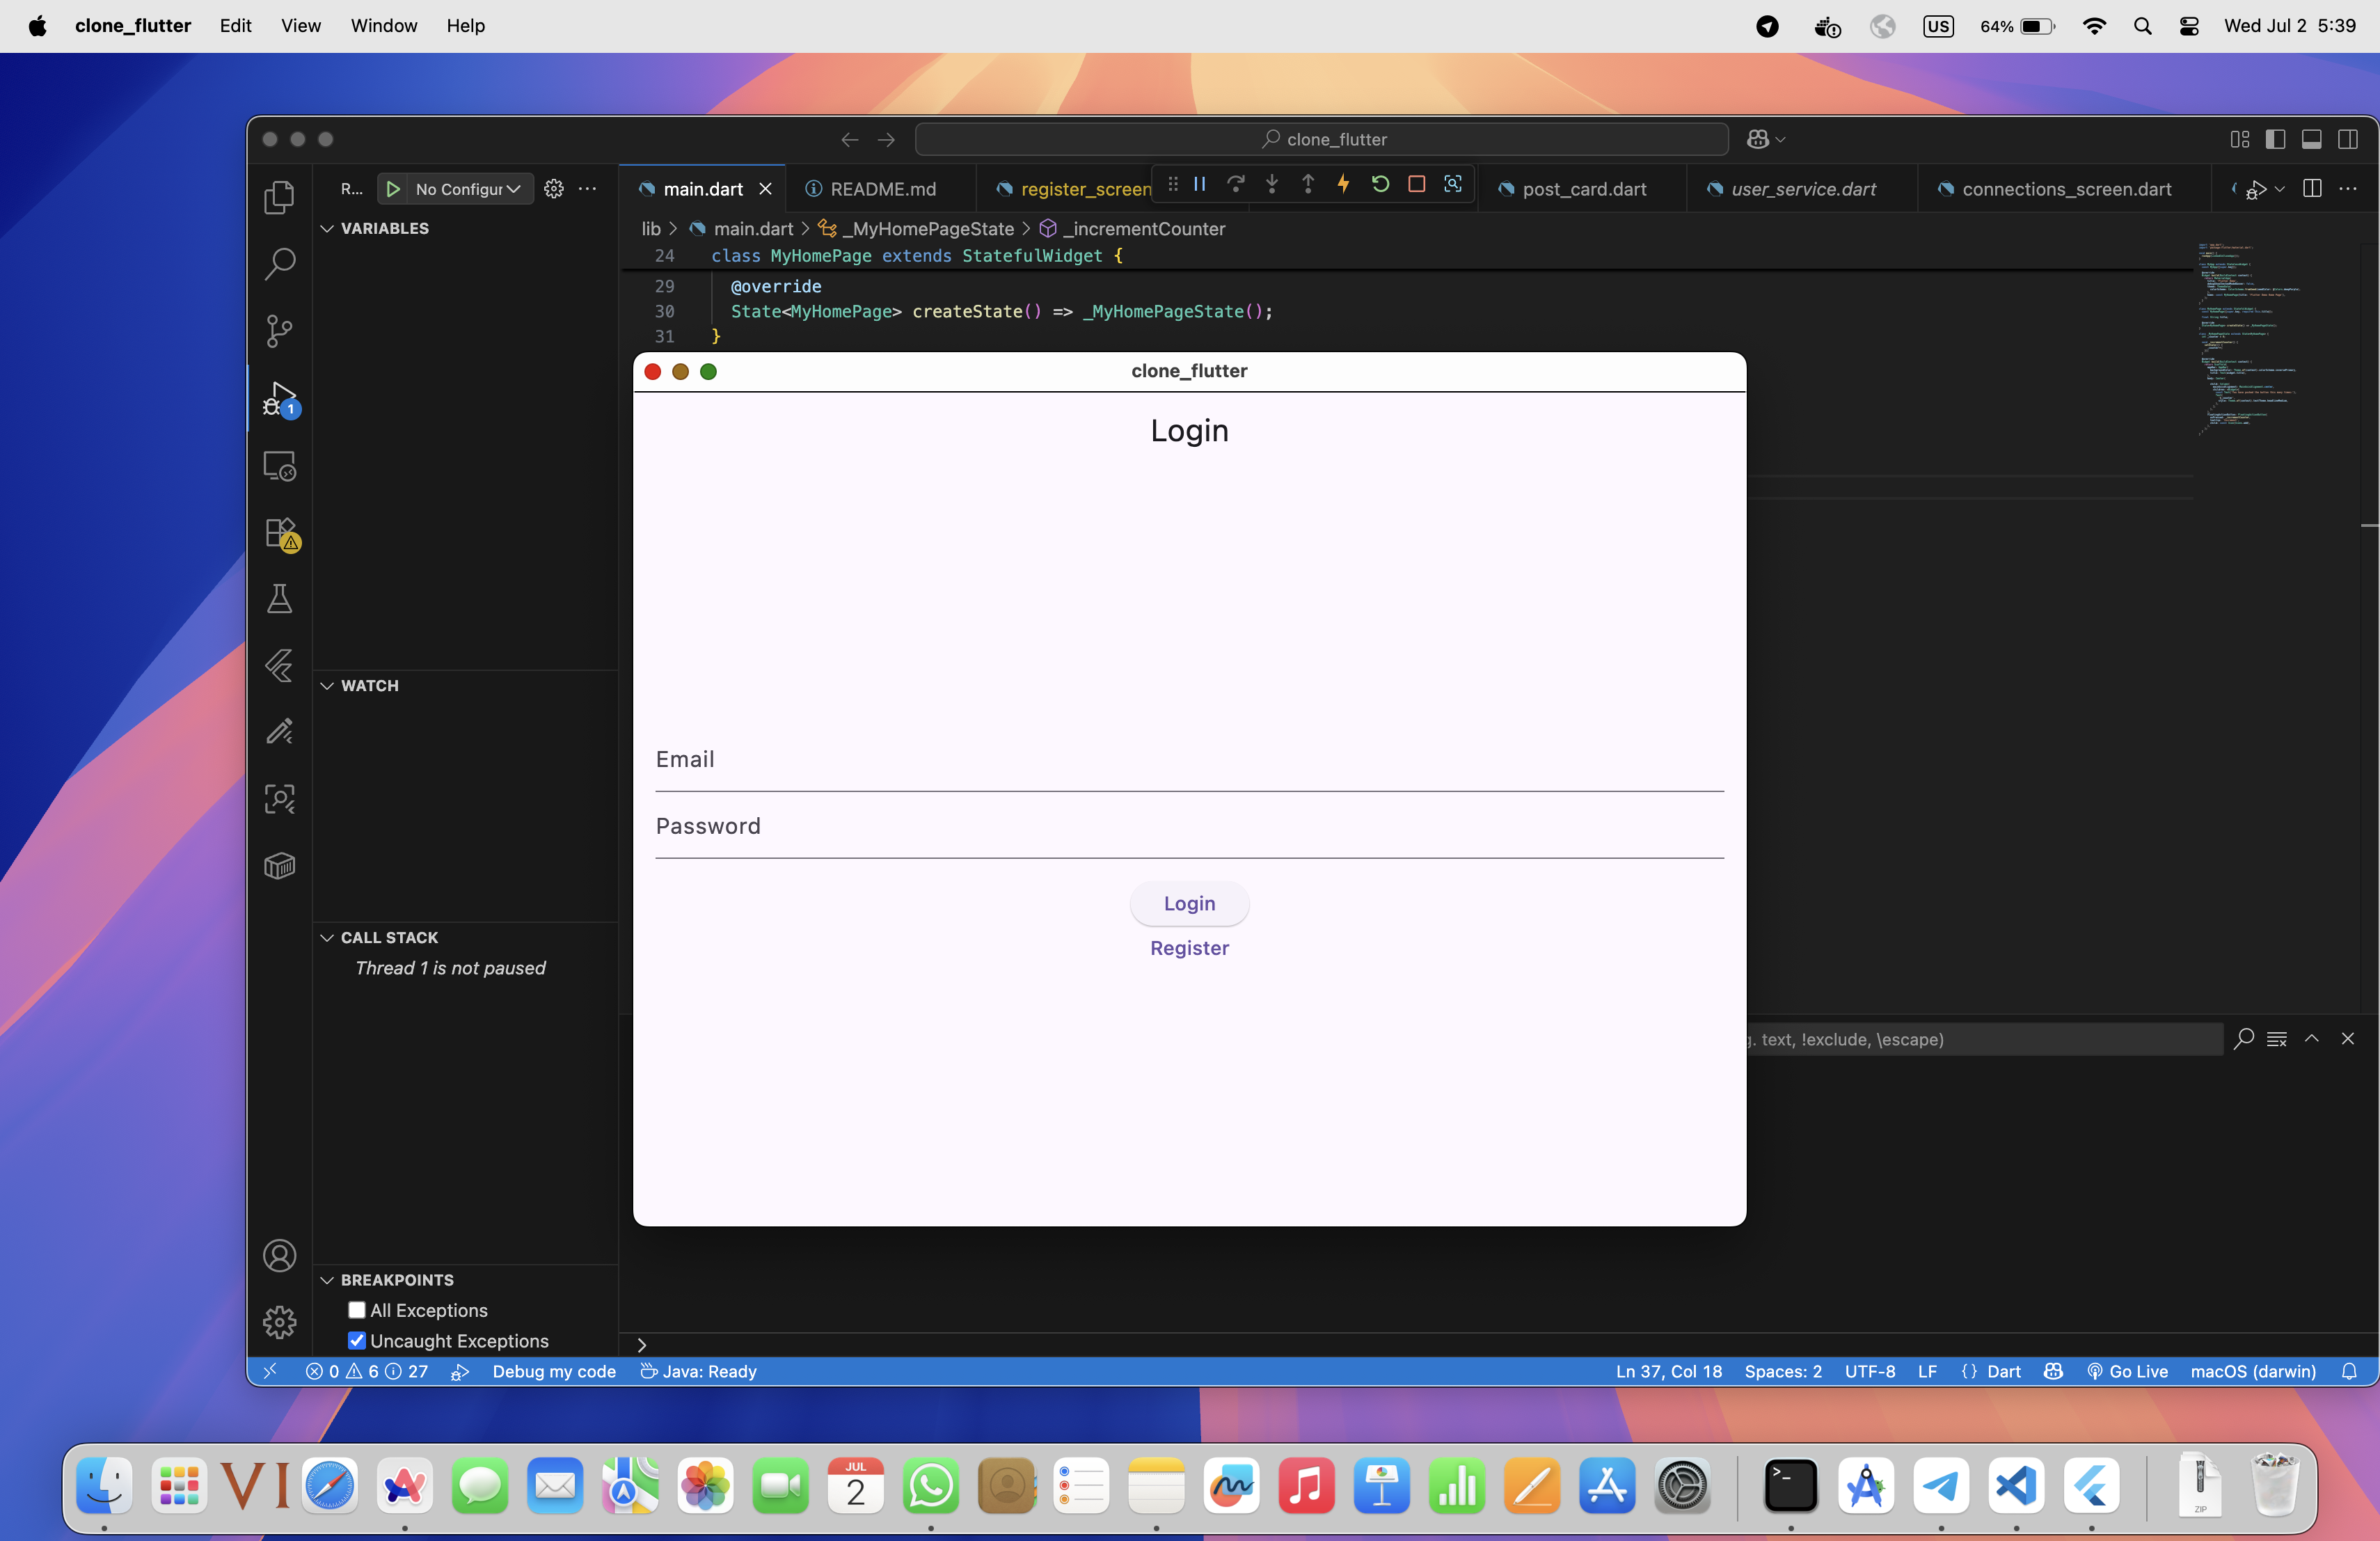 clone_flutter Edit View Window Help US 64% Wed Jul 2 5:39
clone_flutter
R... No Configur main.dart README.md register_screen post_card.dart user_service.dart connections_screen.dart
VARIABLES
lib > main.dart > _MyHomePageState > _incrementCounter
24 class MyHomePage extends StatefulWidget {
29 @override
30 State<MyHomePage> createState() => _MyHomePageState();
31 }
clone_flutter
Login
1
WATCH
Email
Password
Login
Register
CALL STACK
Thread 1 is not paused
. text, !exclude, \escape)
BREAKPOINTS
All Exceptions
Uncaught Exceptions
0 6 27 Debug my code Java: Ready Ln 37, Col 18 Spaces: 2 UTF-8 LF {} Dart Go Live macOS (darwin)
VI
JUL
2
ZIP